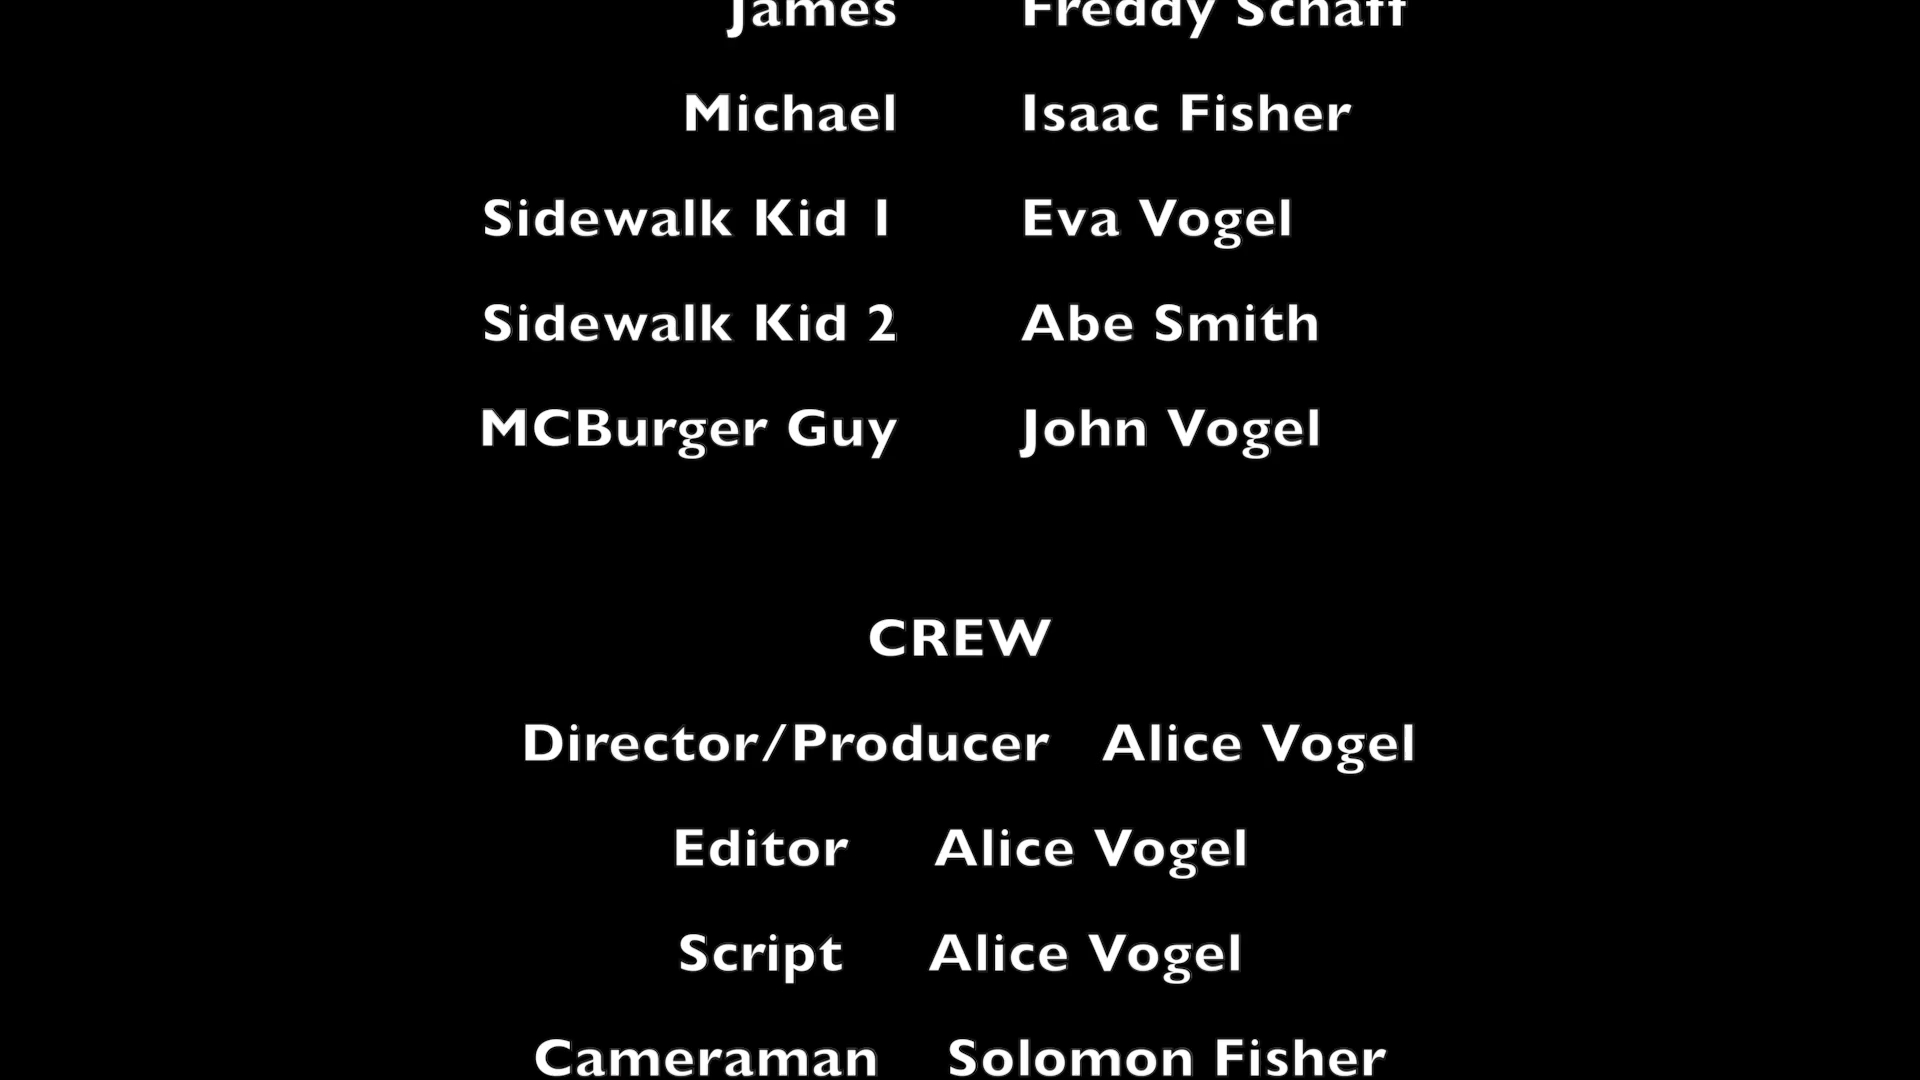 James Freddy Schaff
Michael Isaac Fisher
Sidewalk Kid 1 Eva Vogel
Sidewalk Kid 2 Abe Smith
MCBurger Guy John Vogel
CREW
Director/Producer Alice Vogel
Editor Alice Vogel
Script Alice Vogel
Cameraman Solomon Fisher